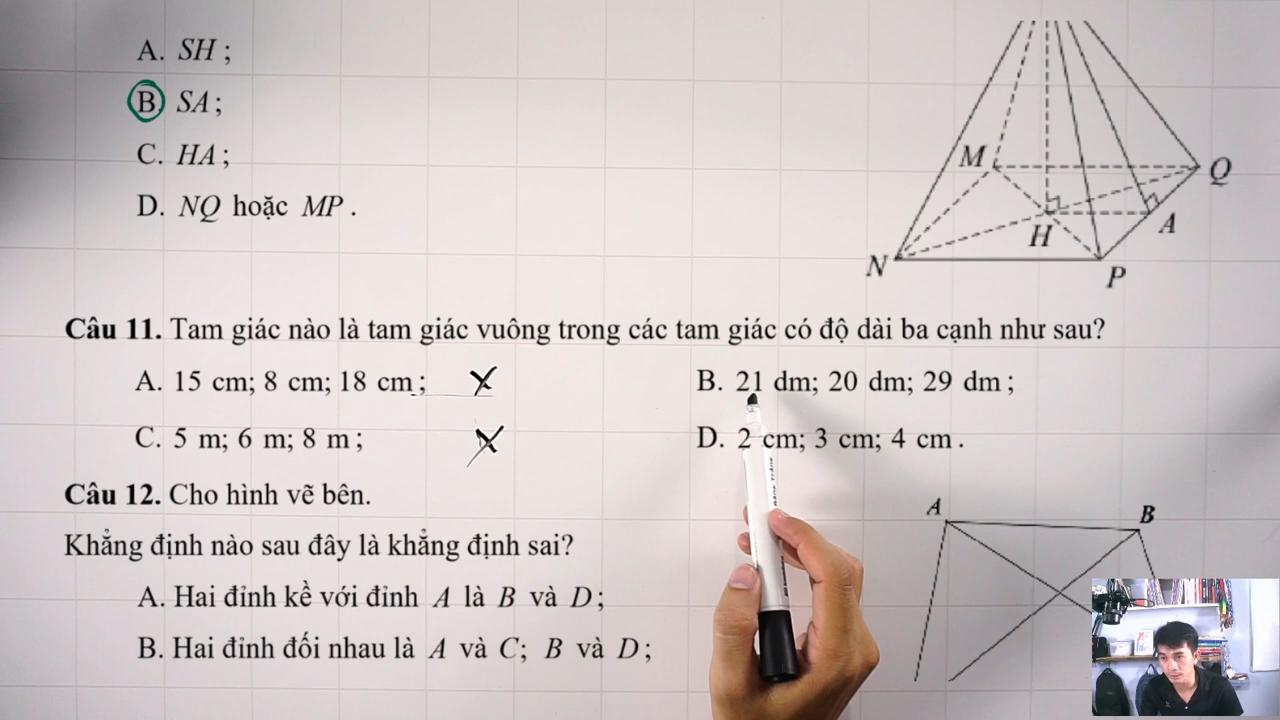 A. SH ;
B. SA ;
C. HA ;
D. NQ hoặc MP .
M
Q
H
A
N
P
Câu 11. Tam giác nào là tam giác vuông trong các tam giác có độ dài ba cạnh như sau?
A. 15 cm; 8 cm; 18 cm ;
B. 21 dm; 20 dm; 29 dm ;
C. 5 m; 6 m; 8 m ;
D. 2 cm; 3 cm; 4 cm .
Câu 12. Cho hình vẽ bên.
A
B
Khẳng định nào sau đây là khẳng định sai?
A. Hai đỉnh kề với đỉnh A là B và D ;
B. Hai đỉnh đối nhau là A và C; B và D ;